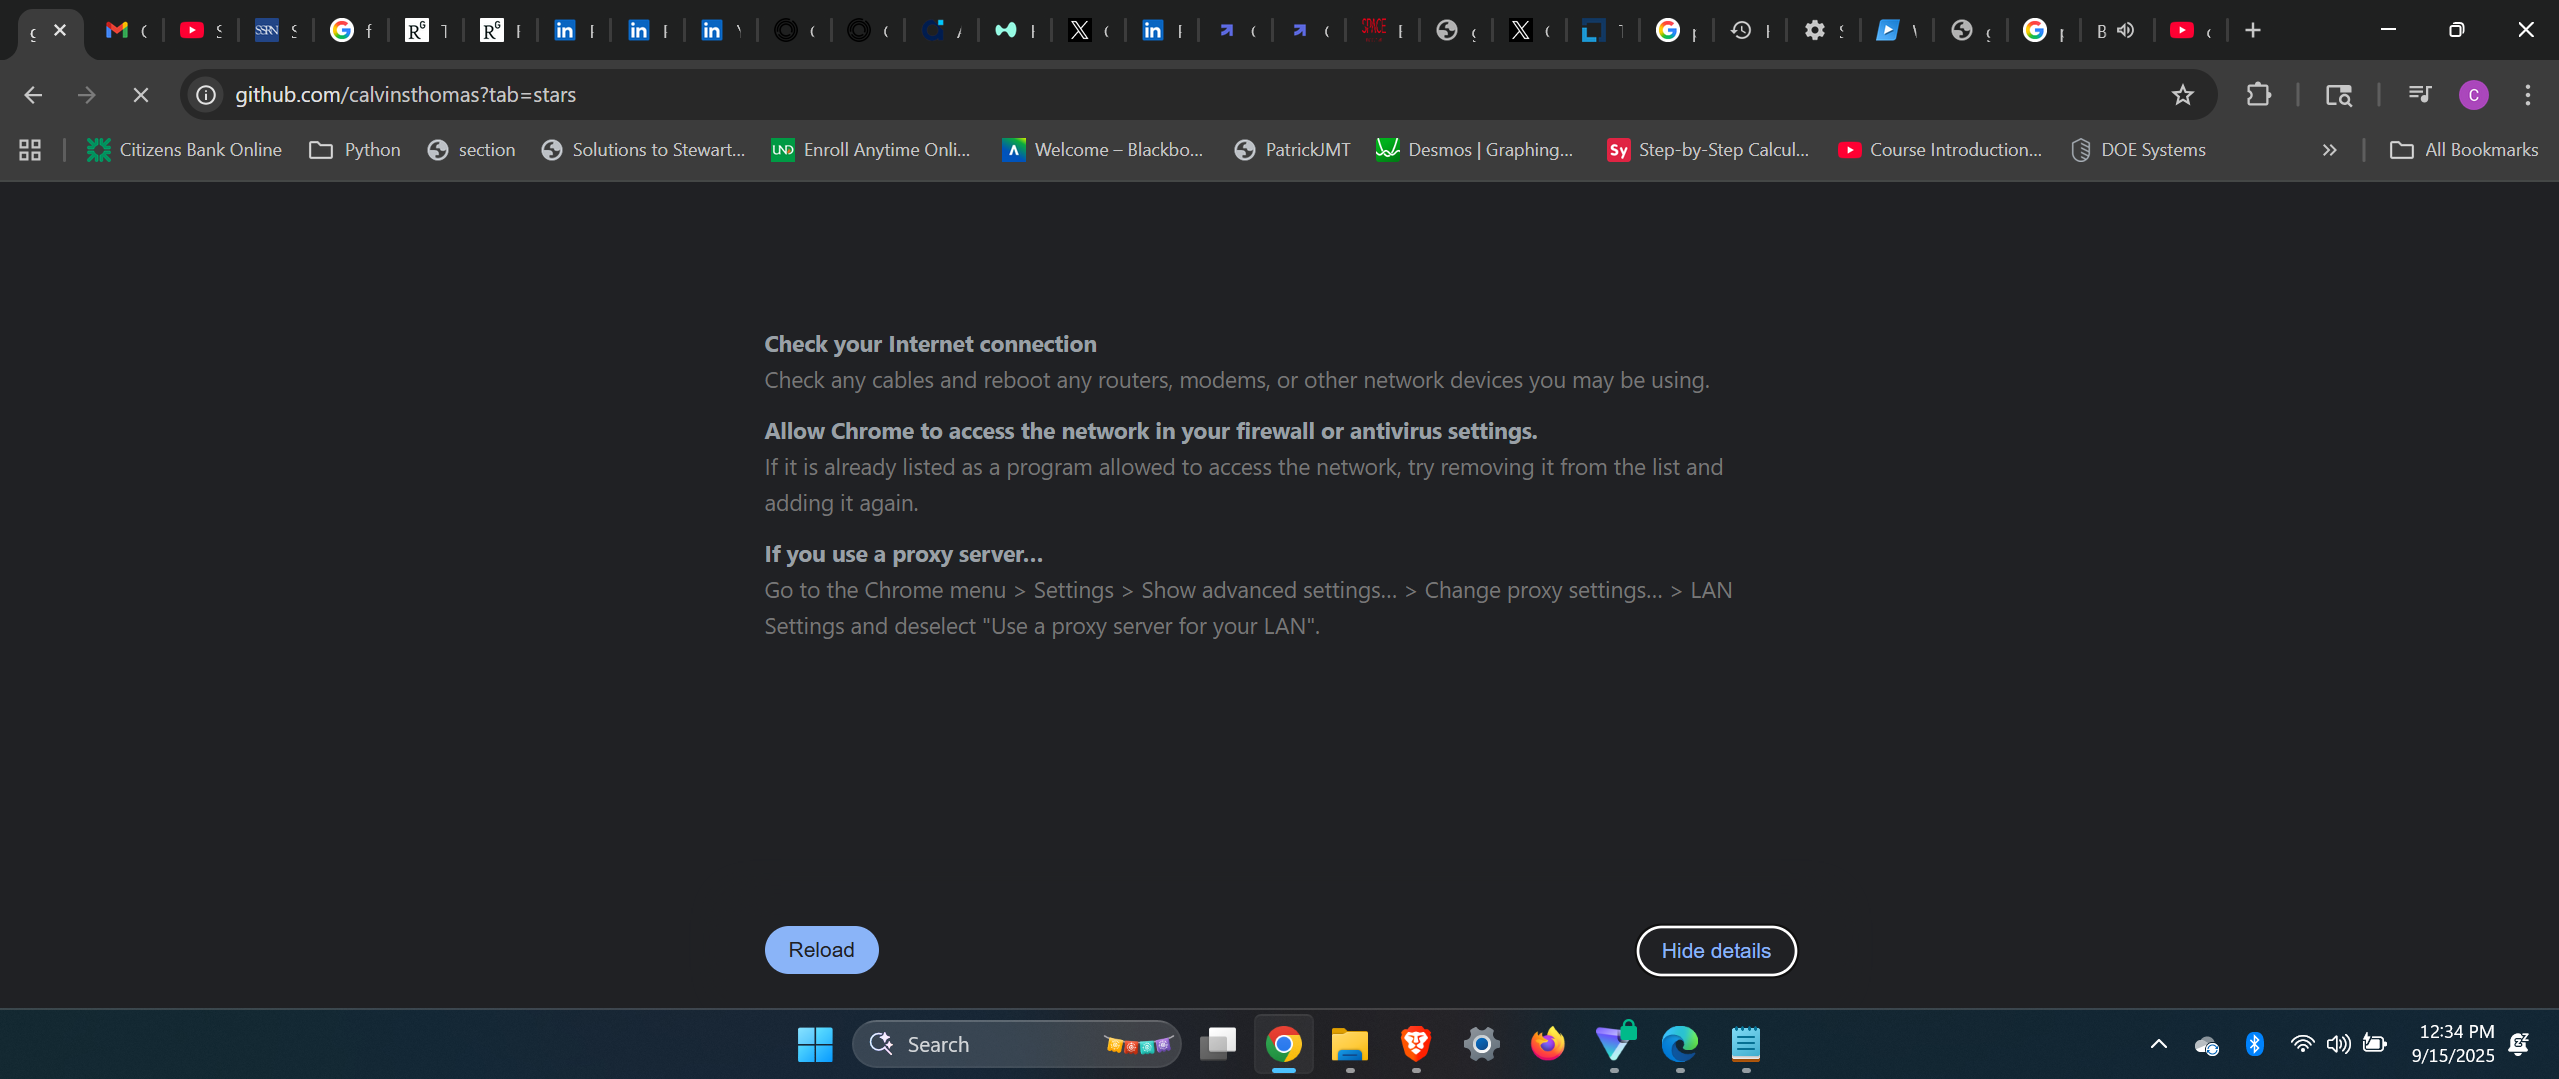 github.com/calvinsthomas?tab=stars
C
Citizens Bank Online
Python
section
Solutions to Stewart...
UND
Enroll Anytime Onli...
Welcome – Blackbo...
PatrickJMT
Desmos | Graphing...
Sy
Step-by-Step Calcul...
Course Introduction...
DOE Systems
All Bookmarks
Check your Internet connection
Check any cables and reboot any routers, modems, or other network devices you may be using.
Allow Chrome to access the network in your firewall or antivirus settings.
If it is already listed as a program allowed to access the network, try removing it from the list and
adding it again.
If you use a proxy server...
Go to the Chrome menu > Settings > Show advanced settings... > Change proxy settings... > LAN
Settings and deselect "Use a proxy server for your LAN".
Reload
Hide details
Search
12:34 PM
9/15/2025